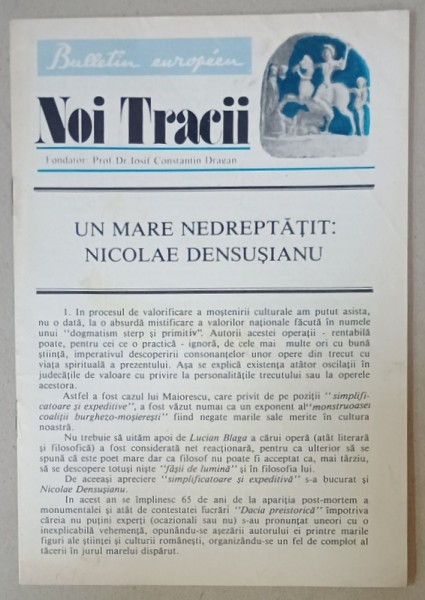 Bulletin européen
Noi Tracii
Fondator: Prof. Dr. Iosif Constantin Dragan
UN MARE NEDREPTĂȚIT:
NICOLAE DENSUȘIANU
1. In procesul de valorificare a moștenirii culturale am putut asista,
nu o dată, la o absurdă mistificare a valorilor naționale făcută în numele
unui "dogmatism sterp și primitiv". Autorii acestei operații - rentabilă
poate, pentru cei ce o practică - ignoră, de cele mai multe ori cu bună
știință, imperativul descoperirii consonanțelor unor opere din trecut cu
viața spirituală a prezentului. Așa se explică existența atâtor oscilații în
judecățile de valoare cu privire la personalitățile trecutului sau la operele
acestora.
Astfel a fost cazul lui Maiorescu, care privit de pe poziții "simplifi-
catoare și expeditive", a fost văzut numai ca un exponent al "monstruoasei
coaliții burghezo-moșierești" fiind negate marile sale merite în cultura
noastră.
Nu trebuie să uităm apoi de Lucian Blaga a cărui operă (atât literară
și filosofică) a fost considerată net reacționară, pentru ca ulterior să se
spună că este poet mare dar ca filosof nu poate fi acceptat ca, mai târziu,
să se descopere totuși niște "fâșii de lumină" și în filosofia lui.
De aceeași apreciere "simplificatoare și expeditivă" s-a bucurat și
Nicolae Densușianu.
In acest an se împlinesc 65 de ani de la apariția post-mortem a
monumentalei și atât de contestatei lucrări "Dacia preistorică" împotriva
căreia nu puțini experți (ocazionali sau nu) s-au pronunțat uneori cu o
inexplicabilă vehemență, opunându-se așezării autorului ei printre marile
figuri ale științei și culturii românești, organizându-se un fel de complot al
tăcerii în jurul marelui dispărut.